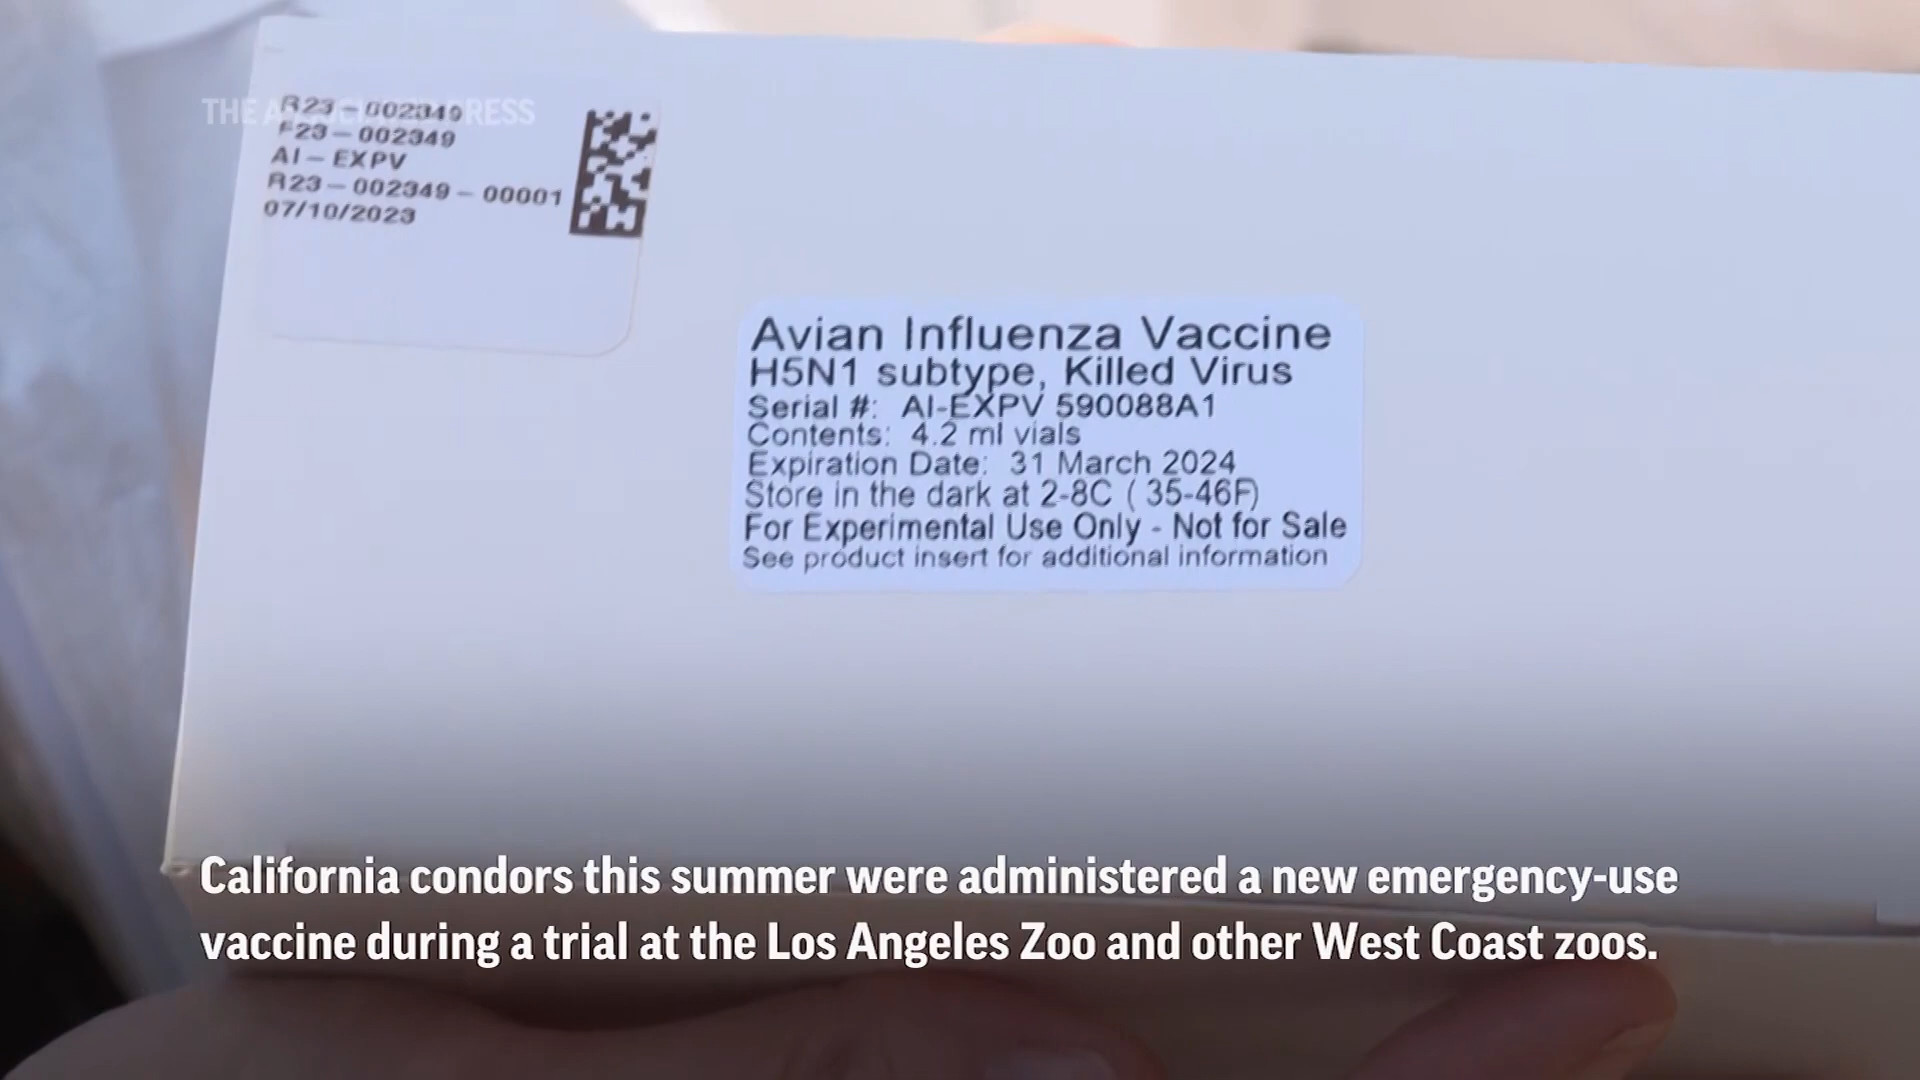 THE ASSOCIATED PRESS
R23-002349
F23-002349
AI-EXPV
R23-002349-00001
07/10/2023
Avian Influenza Vaccine
H5N1 subtype, Killed Virus
Serial #: AI-EXPV 590088A1
Contents: 4.2 ml vials
Expiration Date: 31 March 2024
Store in the dark at 2-8C ( 35-46F)
For Experimental Use Only - Not for Sale
See product insert for additional information
California condors this summer were administered a new emergency-use
vaccine during a trial at the Los Angeles Zoo and other West Coast zoos.